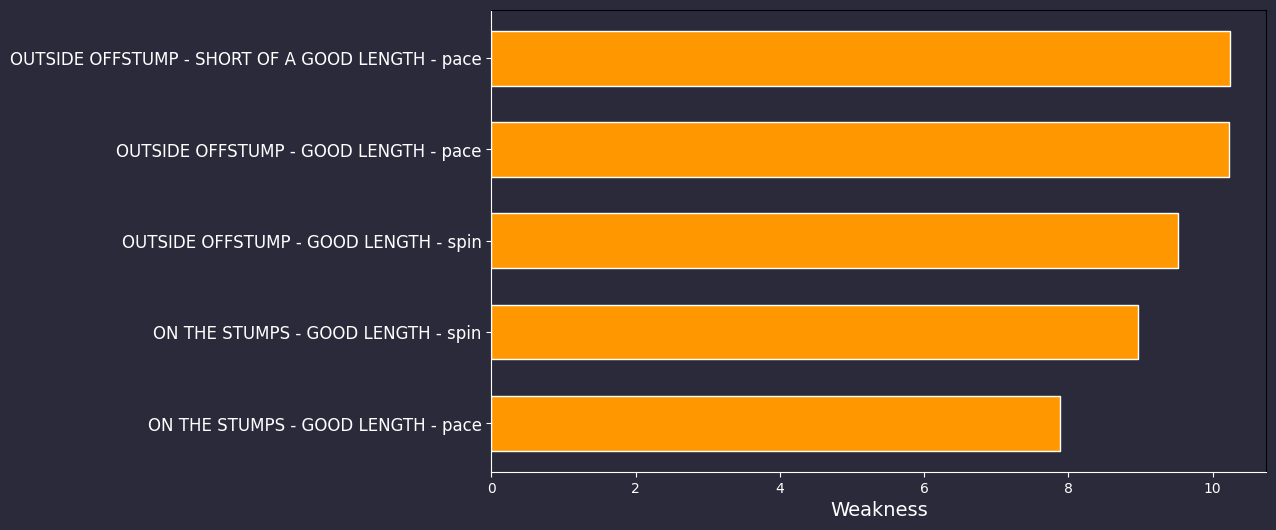 OUTSIDE OFFSTUMP - SHORT OF A GOOD LENGTH - pace
OUTSIDE OFFSTUMP - GOOD LENGTH - pace
OUTSIDE OFFSTUMP - GOOD LENGTH - spin
ON THE STUMPS - GOOD LENGTH - spin
ON THE STUMPS - GOOD LENGTH - pace
0 2 4 6 8 10
Weakness